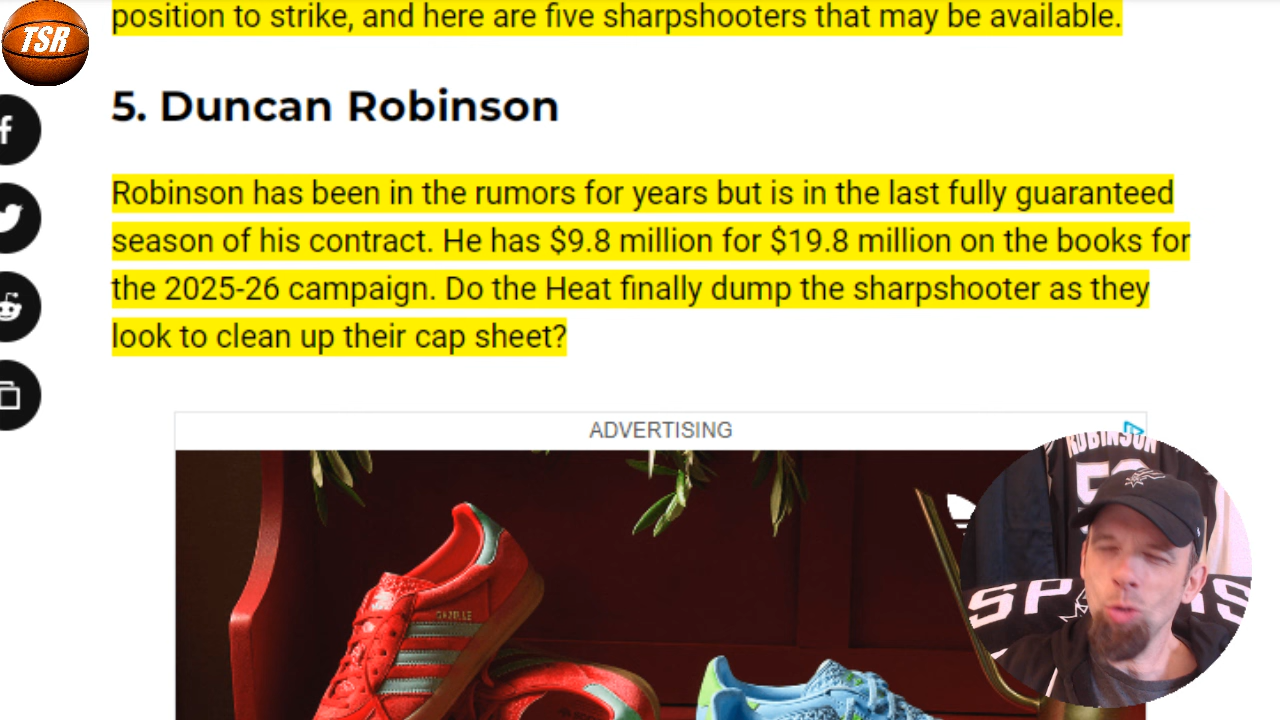 position to strike, and here are five sharpshooters that may be available.
TSR
5. Duncan Robinson
Robinson has been in the rumors for years but is in the last fully guaranteed
season of his contract. He has $9.8 million for $19.8 million on the books for
the 2025-26 campaign. Do the Heat finally dump the sharpshooter as they
look to clean up their cap sheet?
ADVERTISING
GAZELLE
ROBINSON